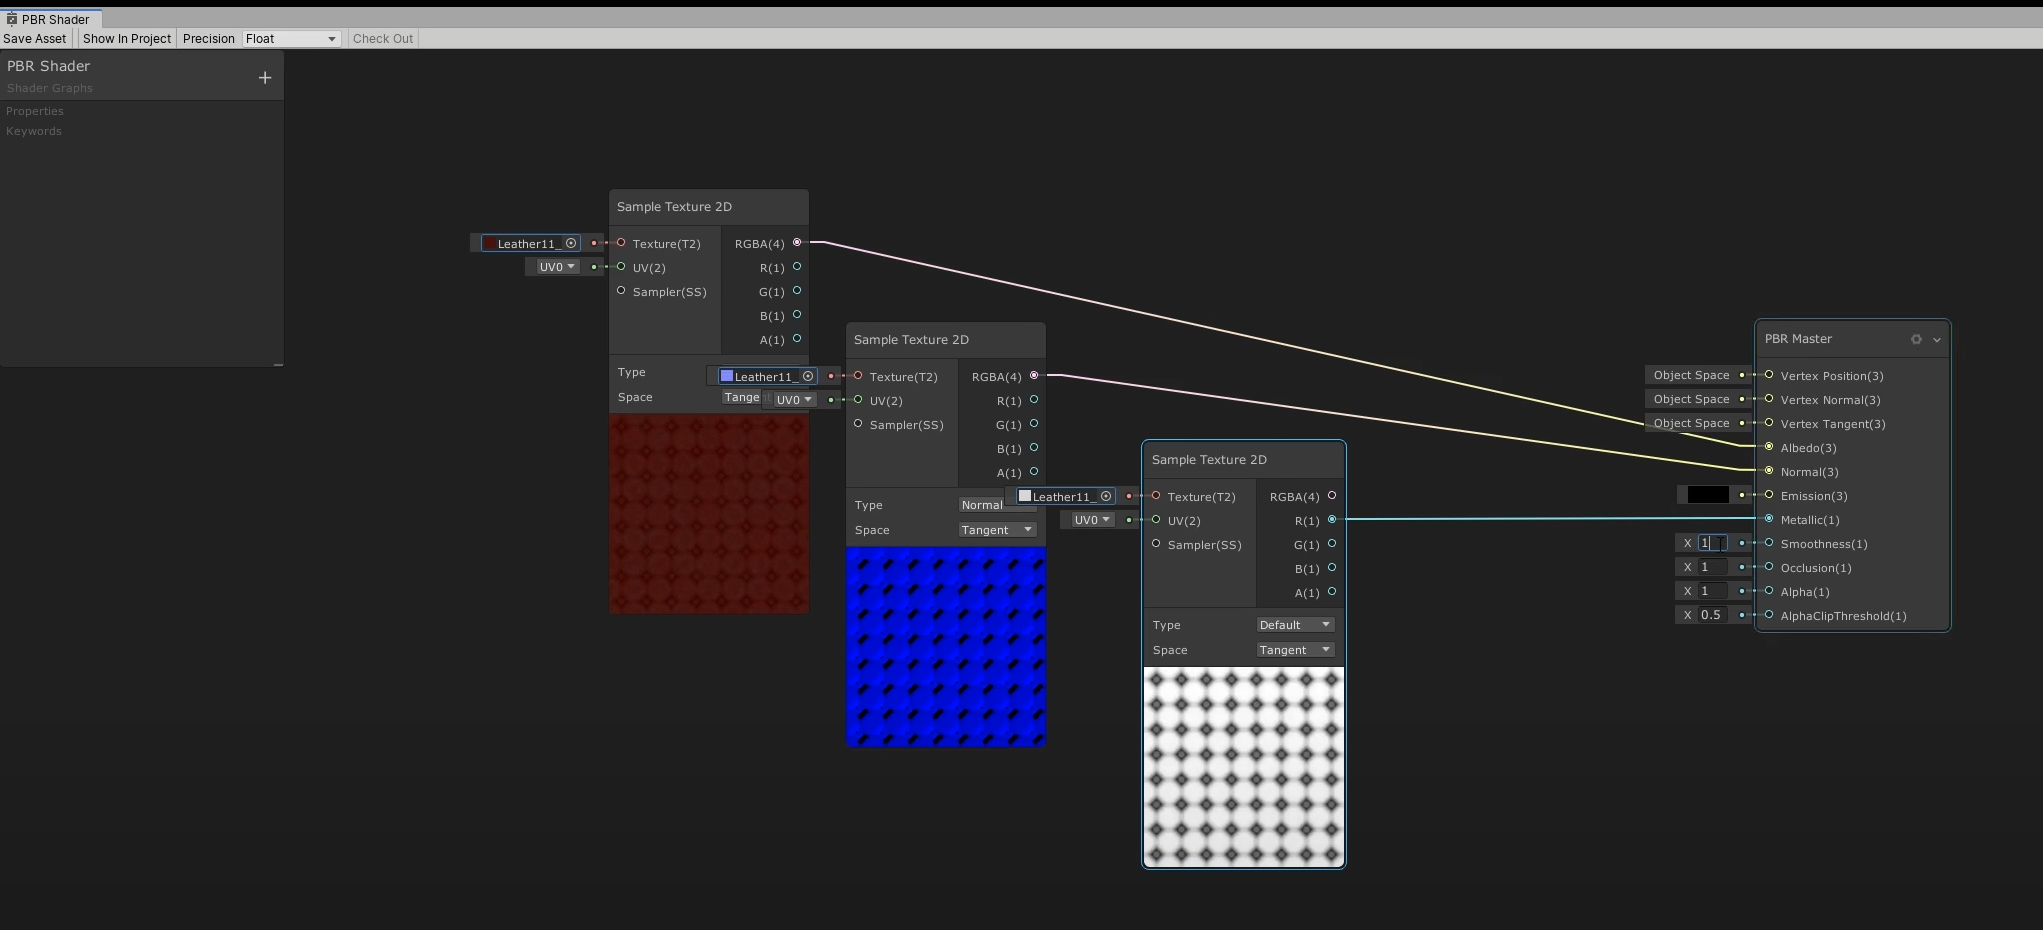 PBR Shader
Save Asset Show In Project Precision Float Check Out
PBR Shader
Shader Graphs
Properties
Keywords
Sample Texture 2D
Leather11_ Texture(T2) RGBA(4)
UV0 UV(2) R(1)
Sampler(SS) G(1)
B(1)
A(1)
Type
Space Tange
Sample Texture 2D
Leather11_ Texture(T2) RGBA(4)
UV0 UV(2) R(1)
Sampler(SS) G(1)
B(1)
A(1)
Type Normal
Space Tangent
Sample Texture 2D
Leather11_ Texture(T2) RGBA(4)
UV0 UV(2) R(1)
Sampler(SS) G(1)
B(1)
A(1)
Type Default
Space Tangent
PBR Master
Object Space Vertex Position(3)
Object Space Vertex Normal(3)
Object Space Vertex Tangent(3)
Albedo(3)
Normal(3)
Emission(3)
Metallic(1)
X 1 Smoothness(1)
X 1 Occlusion(1)
X 1 Alpha(1)
X 0.5 AlphaClipThreshold(1)